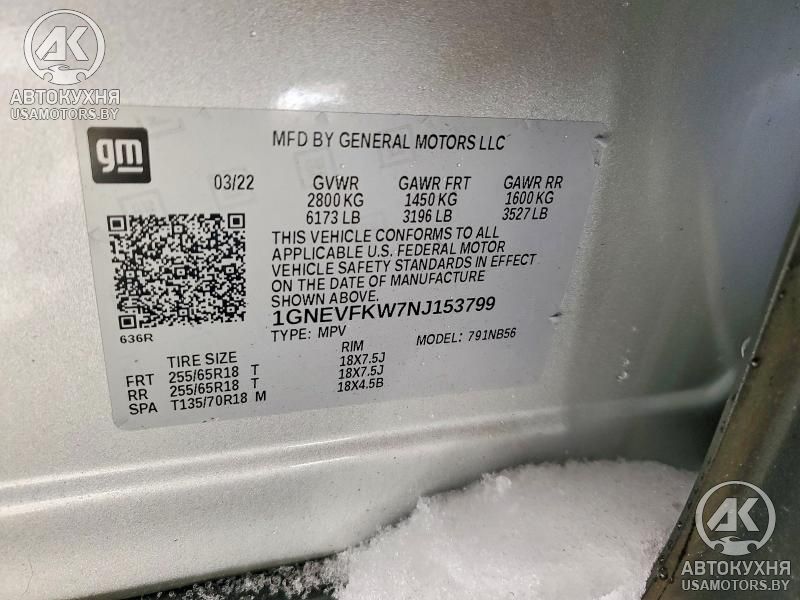 AK
АВТОКУХНЯ
USAMOTORS.BY
gm
MFD BY GENERAL MOTORS LLC
03/22 GVWR GAWR FRT GAWR RR
2800 KG 1450 KG 1600 KG
6173 LB 3196 LB 3527 LB
THIS VEHICLE CONFORMS TO ALL
APPLICABLE U.S. FEDERAL MOTOR
VEHICLE SAFETY STANDARDS IN EFFECT
ON THE DATE OF MANUFACTURE
SHOWN ABOVE.
1GNEVFKW7NJ153799
636R TYPE: MPV MODEL: 791NB56
TIRE SIZE RIM
FRT 255/65R18 T 18X7.5J
RR 255/65R18 T 18X7.5J
SPA T135/70R18 M 18X4.5B
AK
АВТОКУХНЯ
USAMOTORS.BY